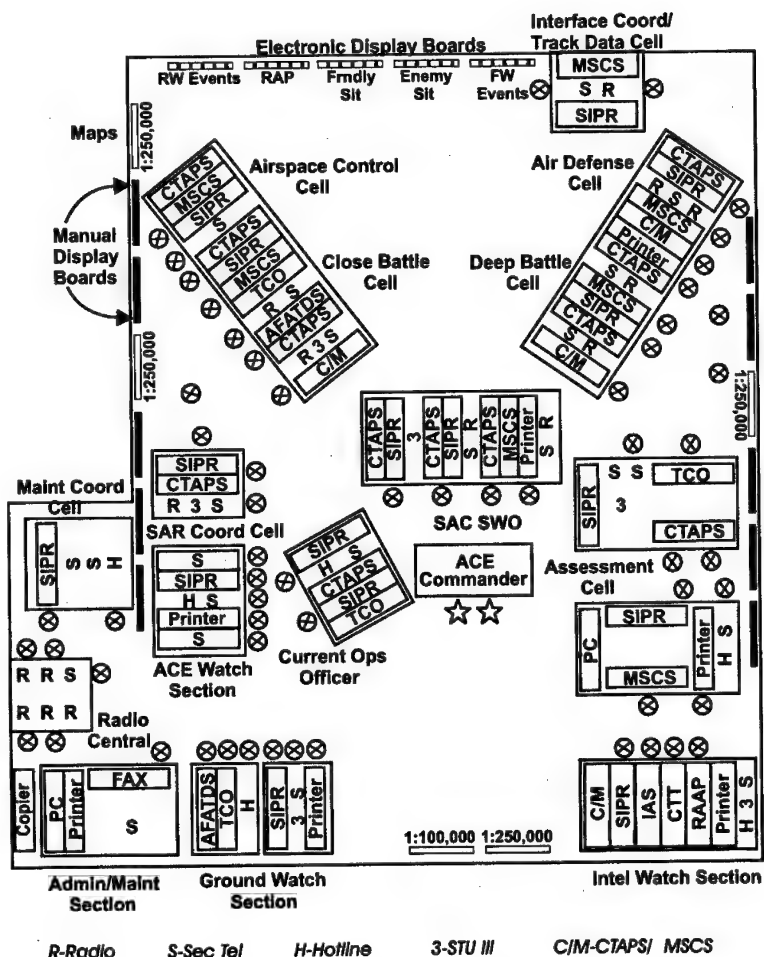 Interface Coord/
Track Data Cell
Electronic Display Boards
RW Events
RAP
Frndly
Sit
Enemy
Sit
FW
Events
MSCS
S R
SIPR
Maps
1:250,000
Manual
Display
Boards
1:250,000
Airspace Control
Cell
CTAPS
MSCS
SIPR
S
CTAPS
SIPR
MSCS
TCO
R S
AFATDS
CTAPS
R 3 S
C/M
Close Battle
Cell
Air Defense
Cell
CTAPS
SIPR
R S R
MSCS
C/M
Printer
CTAPS
S R
MSCS
SIPR
CTAPS
S R
C/M
Deep Battle
Cell
1:250,000
CTAPS
SIPR
3
CTAPS
SIPR
S R
CTAPS
MSCS
Printer
S R
SAC SWO
SIPR
CTAPS
R 3 S
SAR Coord Cell
Maint Coord
Cell
SIPR
S
S
H
S
SIPR
H S
Printer
S
ACE Watch
Section
SIPR
H S
CTAPS
SIPR
TCO
Current Ops
Officer
ACE
Commander
SIPR
S S
3
TCO
CTAPS
Assessment
Cell
PC
SIPR
MSCS
Printer
H S
R R S
R R R
Radio
Central
Copier
PC
Printer
FAX
S
Admin/Maint
Section
AFATDS
TCO
H
SIPR
3 S
Printer
Ground Watch
Section
1:100,000 1:250,000
C/M
SIPR
IAS
CTT
RAAP
Printer
H 3 S
Intel Watch Section
R-Radio S-Sec Tel H-Hotline 3-STU III C/M-CTAPS/ MSCS